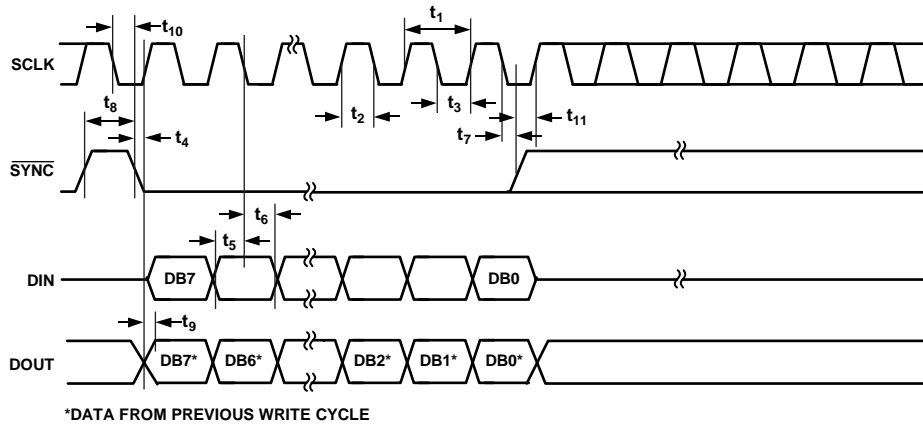 t1
t10
SCLK
t8
t4
t2
t3
t7
t11
SYNC
t6
t5
DIN
DB7
DB0
t9
DOUT
DB7*
DB6*
DB2*
DB1*
DB0*
*DATA FROM PREVIOUS WRITE CYCLE